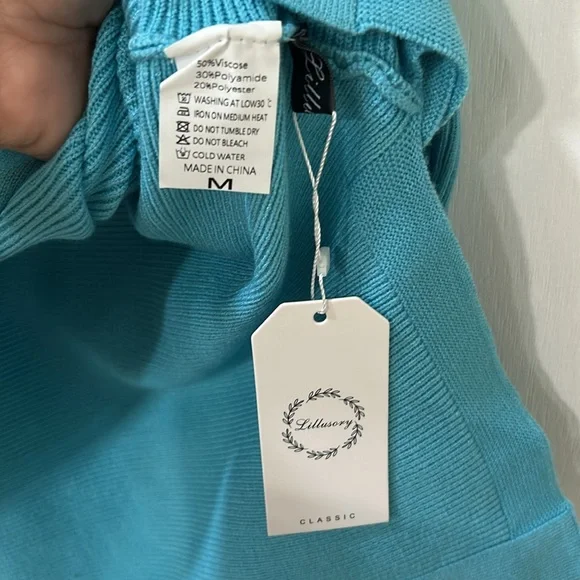 50%Viscose
30%Polyamide
20%Polyester
WASHING AT LOW30℃
IRON ON MEDIUM HEAT
DO NOT TUMBLE DRY
DO NOT BLEACH
COLD WATER
MADE IN CHINA
M
Lillusory
CLASSIC